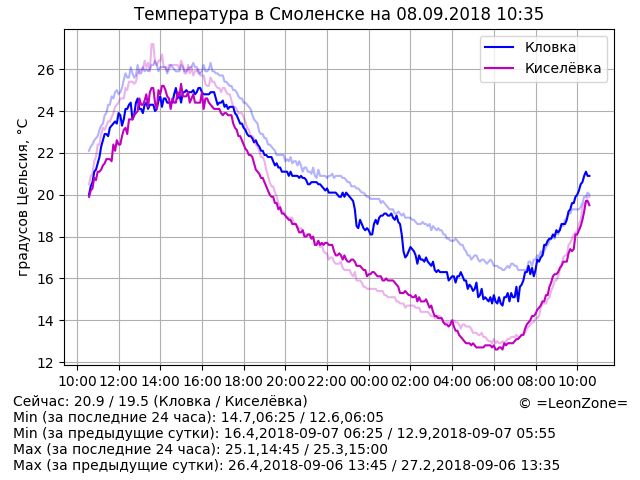 Температура в Смоленске на 08.09.2018 10:35
Кловка
Киселёвка
градусов Цельсия, °C
26
24
22
20
18
16
14
12
10:00 12:00 14:00 16:00 18:00 20:00 22:00 00:00 02:00 04:00 06:00 08:00 10:00
Сейчас: 20.9 / 19.5 (Кловка / Киселёвка)
© =LeonZone=
Min (за последние 24 часа): 14.7,06:25 / 12.6,06:05
Min (за предыдущие сутки): 16.4,2018-09-07 06:25 / 12.9,2018-09-07 05:55
Max (за последние 24 часа): 25.1,14:45 / 25.3,15:00
Max (за предыдущие сутки): 26.4,2018-09-06 13:45 / 27.2,2018-09-06 13:35